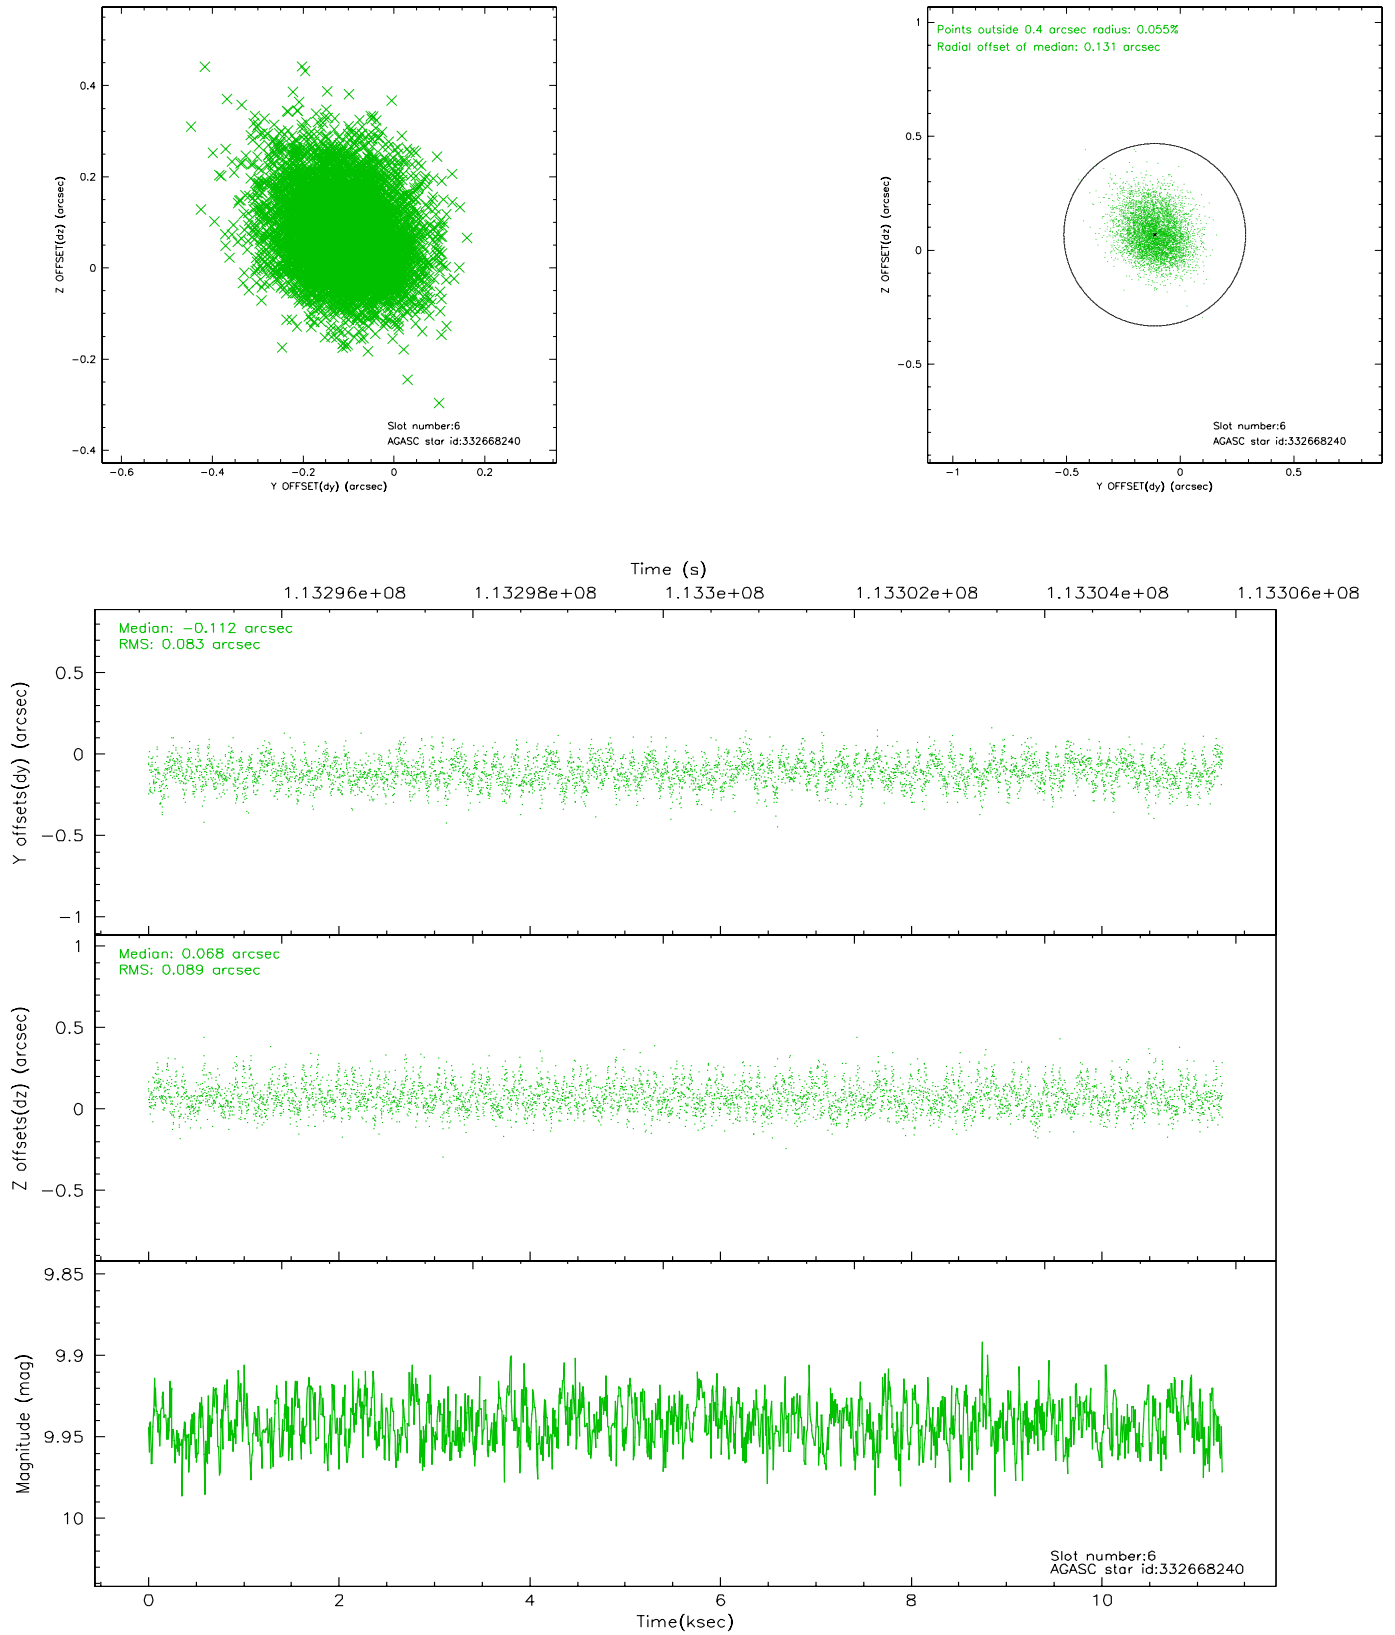 0.4
0.2
0
−0.2
−0.4
Z OFFSET(dz) (arcsec)
Slot number:6
AGASC star id:332668240
−0.6
−0.4
−0.2
0
0.2
Y OFFSET(dy) (arcsec)
Points outside 0.4 arcsec radius: 0.055%
Radial offset of median: 0.131 arcsec
1
0.5
0
−0.5
Z OFFSET(dz) (arcsec)
Slot number:6
AGASC star id:332668240
−1
−0.5
0
0.5
Y OFFSET(dy) (arcsec)
Time (s)
1.13296e+08
1.13298e+08
1.133e+08
1.13302e+08
1.13304e+08
1.13306e+08
Median: −0.112 arcsec
RMS: 0.083 arcsec
0.5
0
−0.5
−1
Y offsets(dy) (arcsec)
Median: 0.068 arcsec
RMS: 0.089 arcsec
1
0.5
0
−0.5
Z offsets(dz) (arcsec)
9.85
9.9
9.95
10
Magnitude (mag)
Slot number:6
AGASC star id:332668240
0
2
4
6
8
10
Time(ksec)